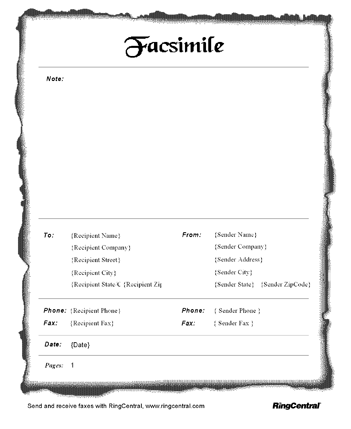 Facsimile
Note:
To: {Recipient Name} From: {Sender Name}
{Recipient Company} {Sender Company}
{Recipient Street} {Sender Address}
{Recipient City} {Sender City}
{Recipient State & {Recipient Zip {Sender State} {Sender ZipCode}
Phone: {Recipient Phone} Phone: { Sender Phone }
Fax: {Recipient Fax} Fax: { Sender Fax }
Date: {Date}
Pages: 1
Send and receive faxes with RingCentral, www.ringcentral.com RingCentral